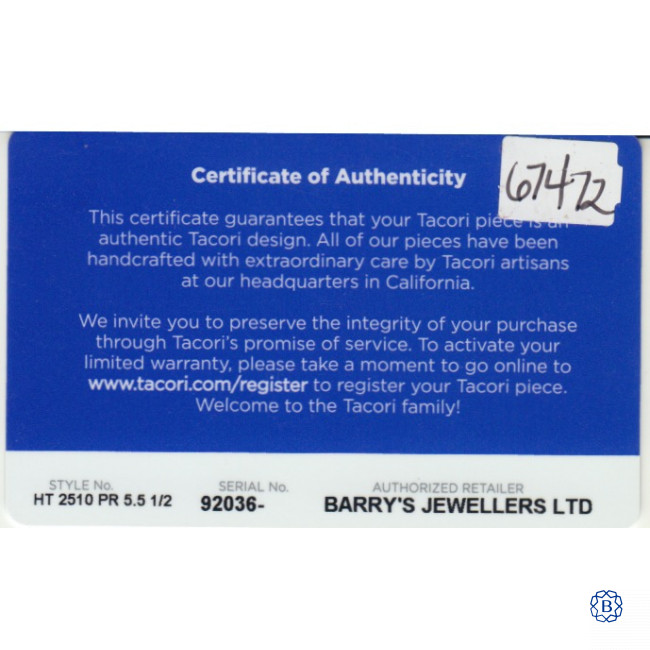 Certificate of Authenticity
67472
This certificate guarantees that your Tacori piece is an
authentic Tacori design. All of our pieces have been
handcrafted with extraordinary care by Tacori artisans
at our headquarters in California.
We invite you to preserve the integrity of your purchase
through Tacori's promise of service. To activate your
limited warranty, please take a moment to go online to
www.tacori.com/register to register your Tacori piece.
Welcome to the Tacori family!
STYLE No. SERIAL No. AUTHORIZED RETAILER
HT 2510 PR 5.5 1/2 92036- BARRY'S JEWELLERS LTD
B